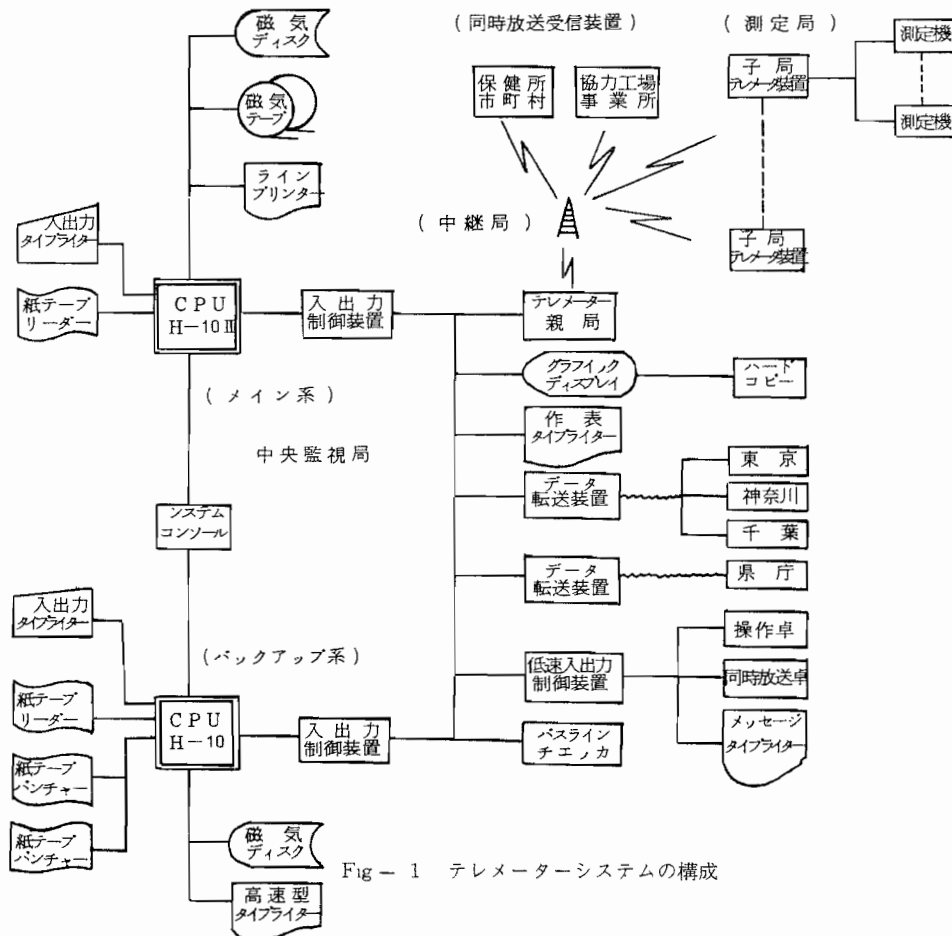 磁気
ディスク
(同時放送受信装置)
(測定局)
測定機
保健所
市町村
協力工場
事業所
子局
テレメータ装置
磁気
テープ
測定機
ライン
プリンター
(中継局)
子局
テレメータ装置
入出力
タイプライター
紙テープ
リーダー
CPU
H-10Ⅱ
入出力
制御装置
テレメーター
親局
グラフィック
ディスプレイ
ハード
コピー
(メイン系)
作表
タイプライター
中央監視局
データ
転送装置
東京
神奈川
千葉
システム
コンソール
データ
転送装置
県庁
入出力
タイプライター
(バックアップ系)
操作卓
低速入出力
制御装置
同時放送卓
紙テープ
リーダー
CPU
H-10
入出力
制御装置
バスライン
チェッカ
メッセージ
タイプライター
紙テープ
パンチャー
紙テープ
パンチャー
磁気
ディスク
高速型
タイプライター
Fig - 1 テレメーターシステムの構成